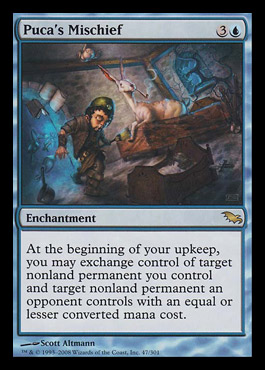 Puca's Mischief 3
Enchantment
At the beginning of your upkeep,
you may exchange control of target
nonland permanent you control
and target nonland permanent an
opponent controls with an equal or
lesser converted mana cost.
Scott Altmann
™ & © 1993-2008 Wizards of the Coast, Inc. 47/301